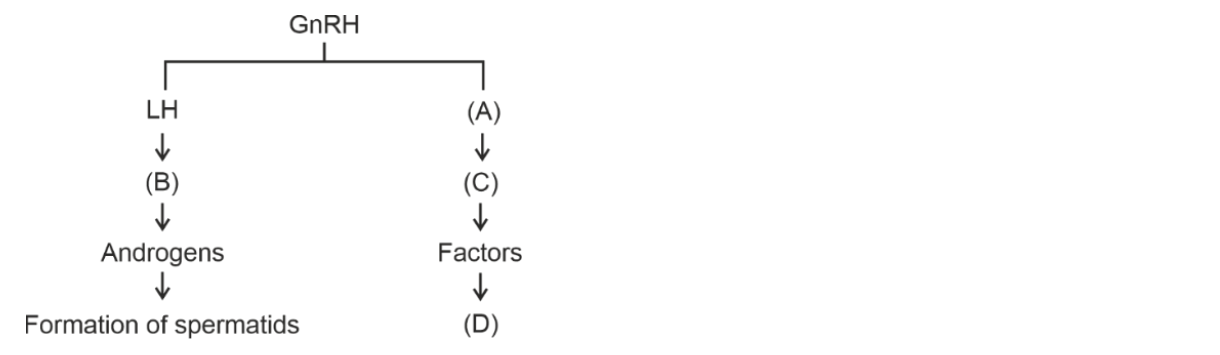 GnRH
LH (A)
(B) (C)
Androgens Factors
Formation of spermatids (D)